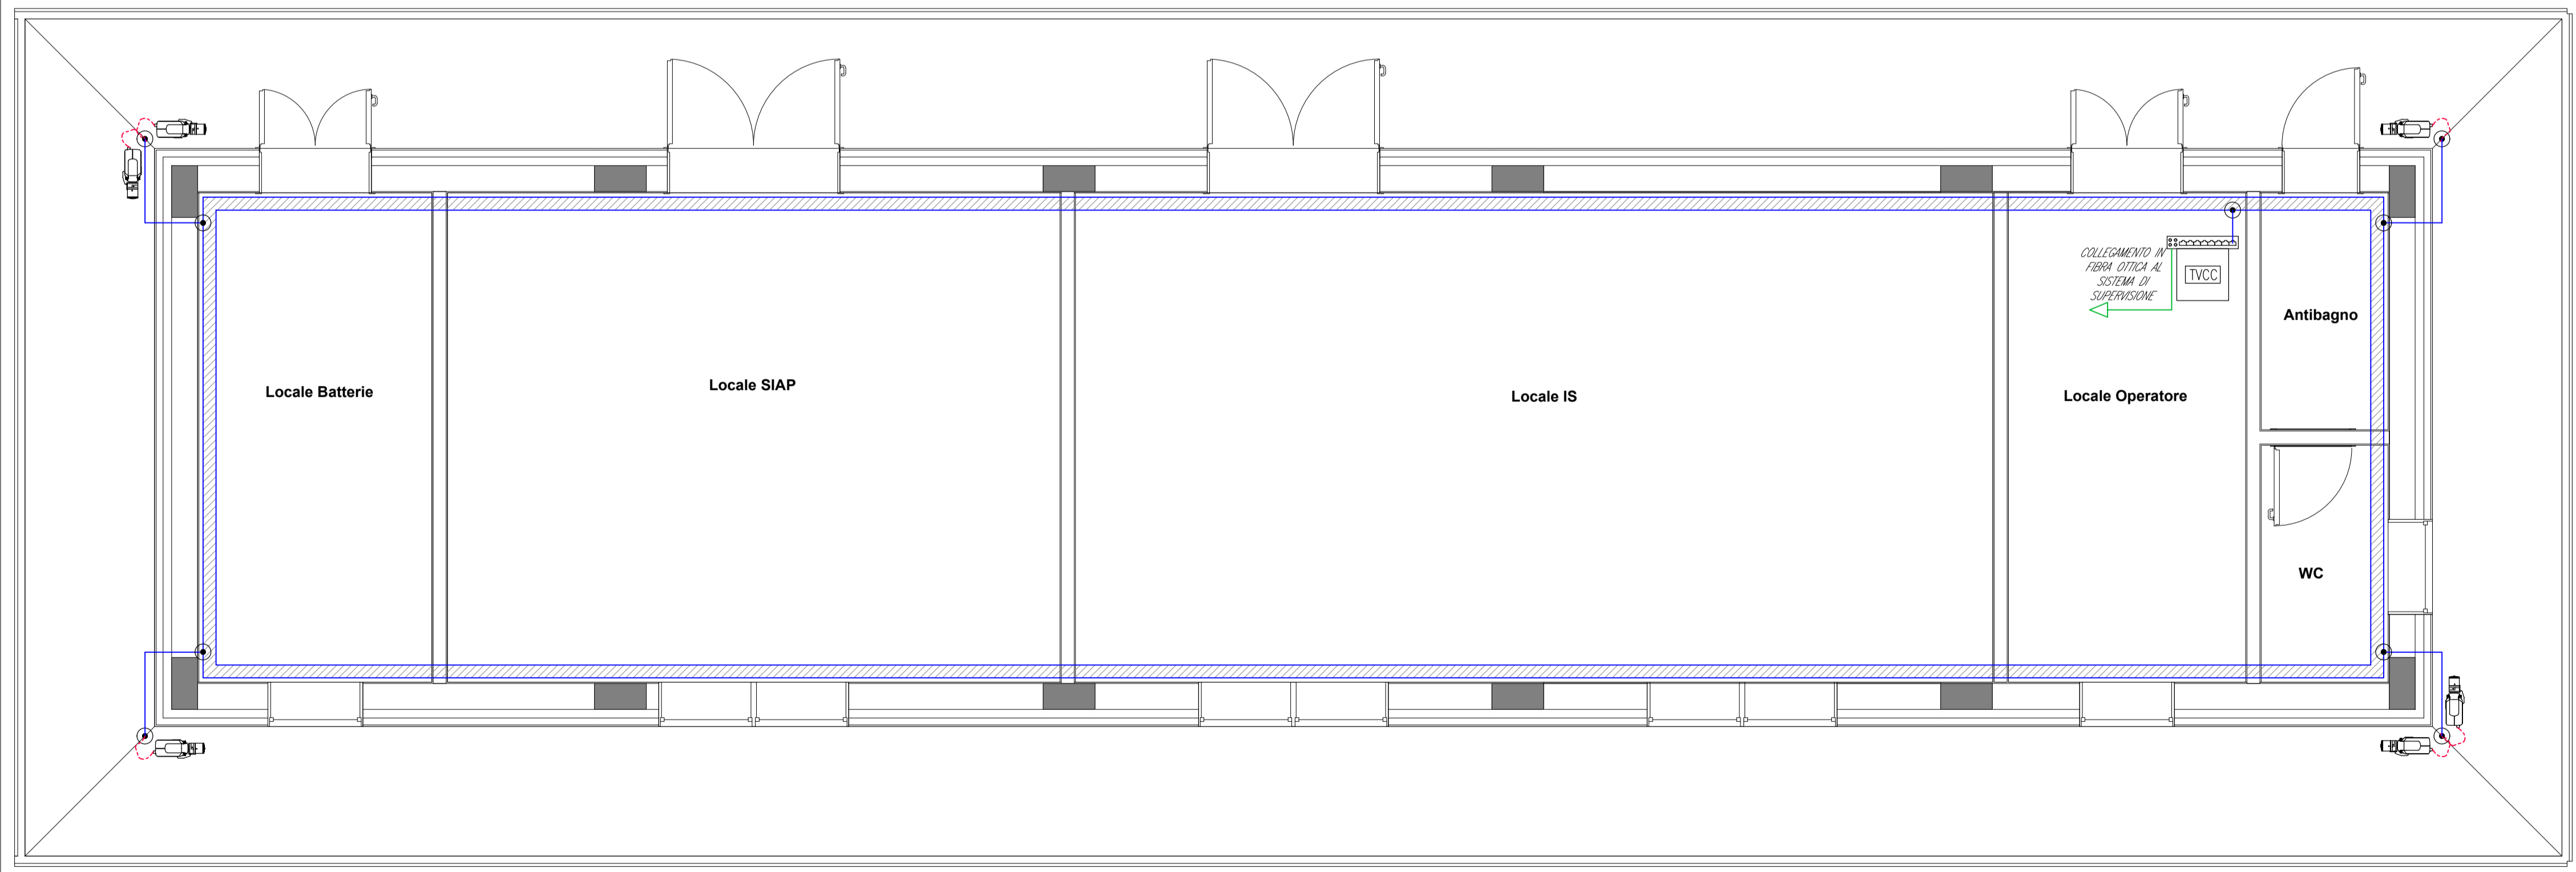 COLLEGAMENTO IN
FIBRA OTTICA AL
SISTEMA DI
SUPERVISIONE
TVCC
Antibagno
Locale Batterie
Locale SIAP
Locale IS
Locale Operatore
WC